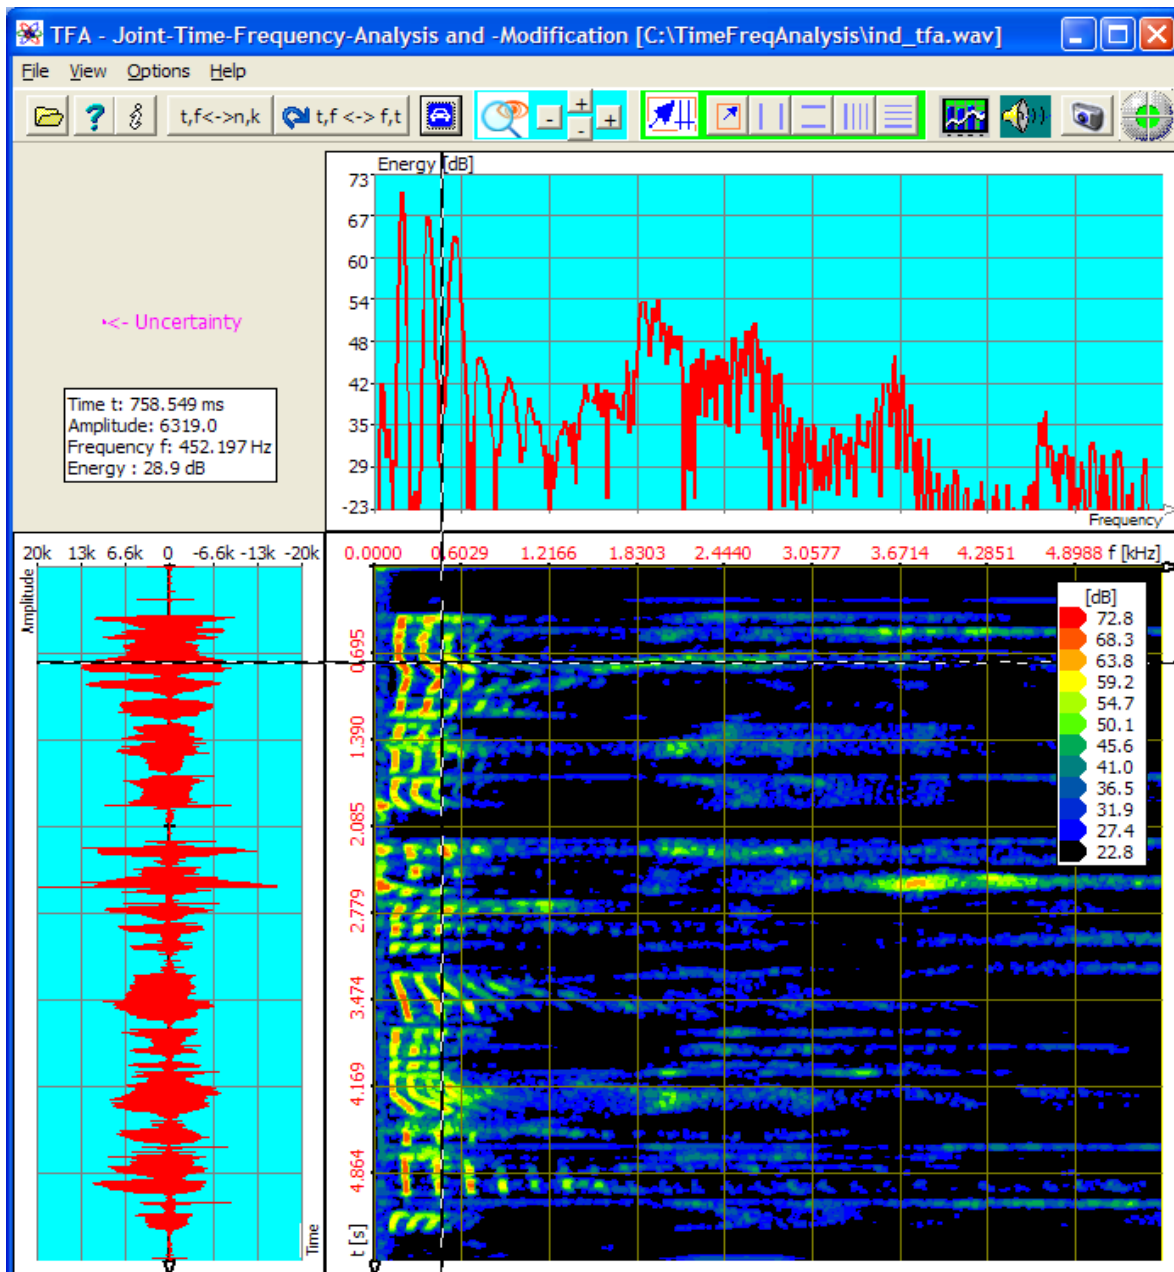 TFA - Joint-Time-Frequency-Analysis and -Modification [C:\TimeFreqAnalysis\ind_tfa.wav]
File View Options Help
t,f<->n,k
t,f <-> f,t
Energy [dB]
73
67
60
54
48
42
35
29
-23
Frequency
<- Uncertainty
Time t: 758.549 ms
Amplitude: 6319.0
Frequency f: 452.197 Hz
Energy : 28.9 dB
20k 13k 6.6k 0 -6.6k -13k -20k
Amplitude
Time
0.0000 0.6029 1.2166 1.8303 2.4440 3.0577 3.6714 4.2851 4.8988 f [kHz]
0.695
1.390
2.085
2.779
3.474
4.169
4.864
t [s]
[dB]
72.8
68.3
63.8
59.2
54.7
50.1
45.6
41.0
36.5
31.9
27.4
22.8